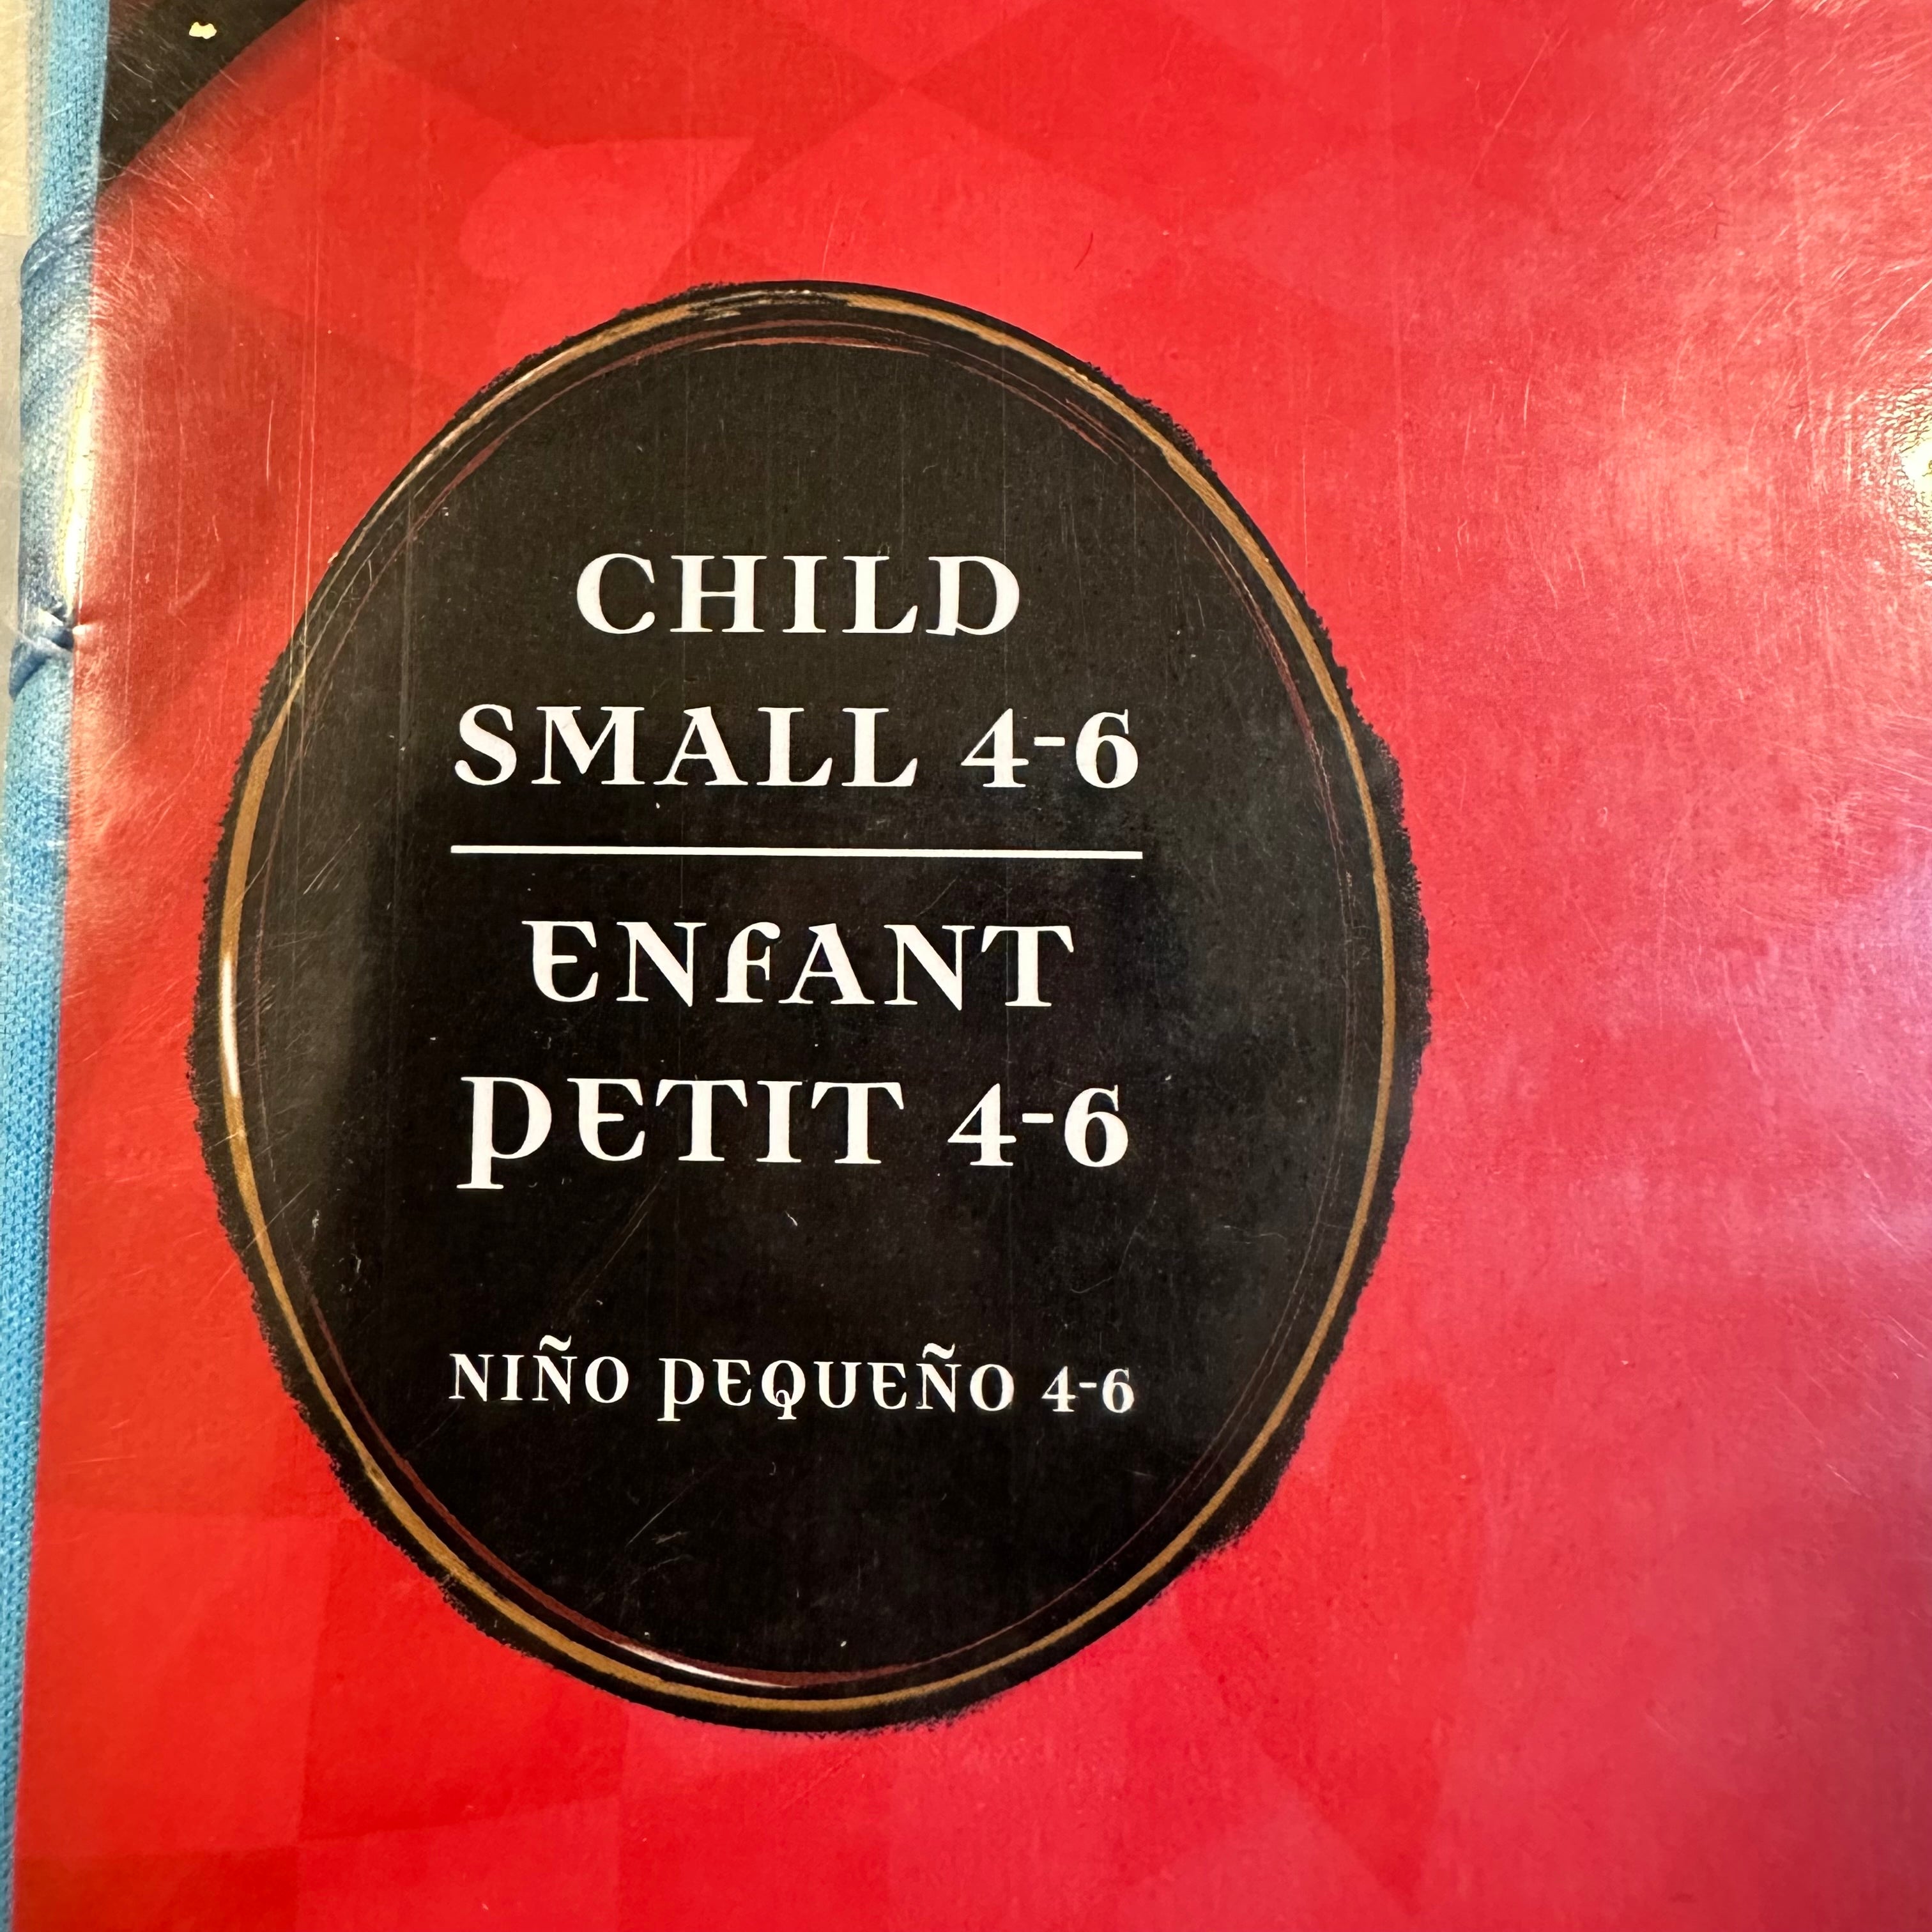 CHILD
SMALL 4-6
ENFANT
PETIT 4-6
NIÑO PEQUEÑO 4-6